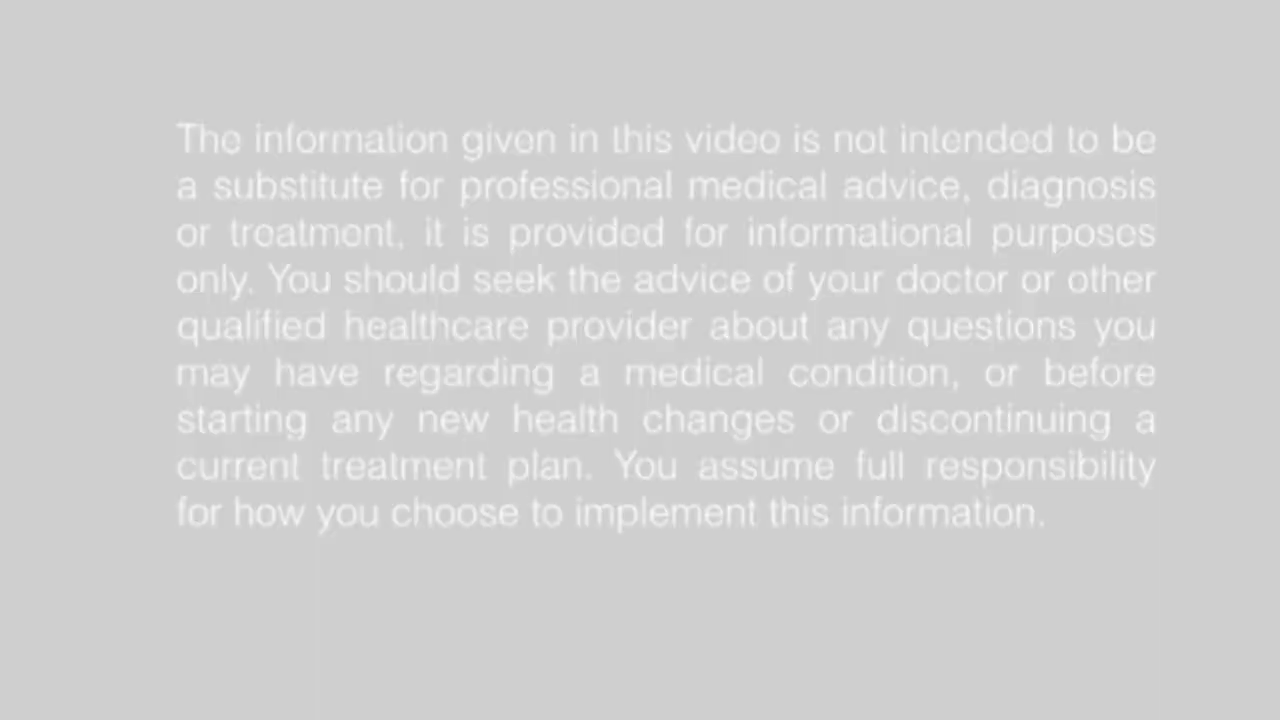 The information given in this video is not intended to be
a substitute for professional medical advice, diagnosis
or treatment, it is provided for informational purposes
only. You should seek the advice of your doctor or other
qualified healthcare provider about any questions you
may have regarding a medical condition, or before
starting any new health changes or discontinuing a
current treatment plan. You assume full responsibility
for how you choose to implement this information.